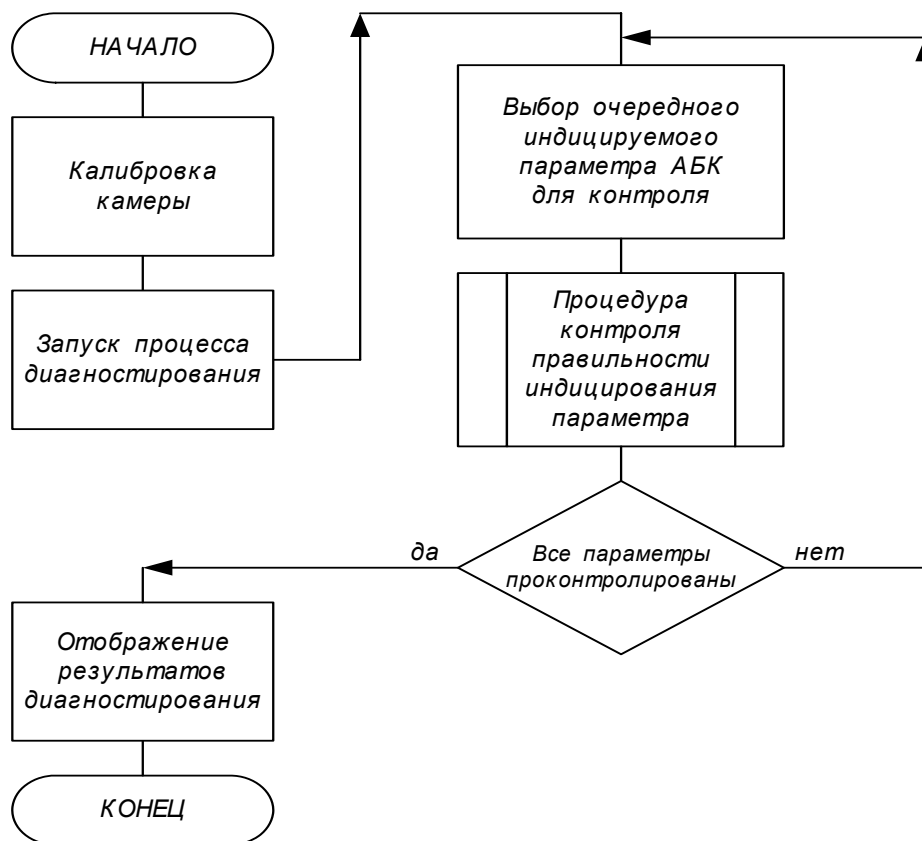 НАЧАЛО
Калибровка
камеры
Запуск процесса
диагностирования
Выбор очередного
индицируемого
параметра АБК
для контроля
Процедура
контроля
правильности
индицирования
параметра
Все параметры
проконтролированы
да
нет
Отображение
результатов
диагностирования
КОНЕЦ